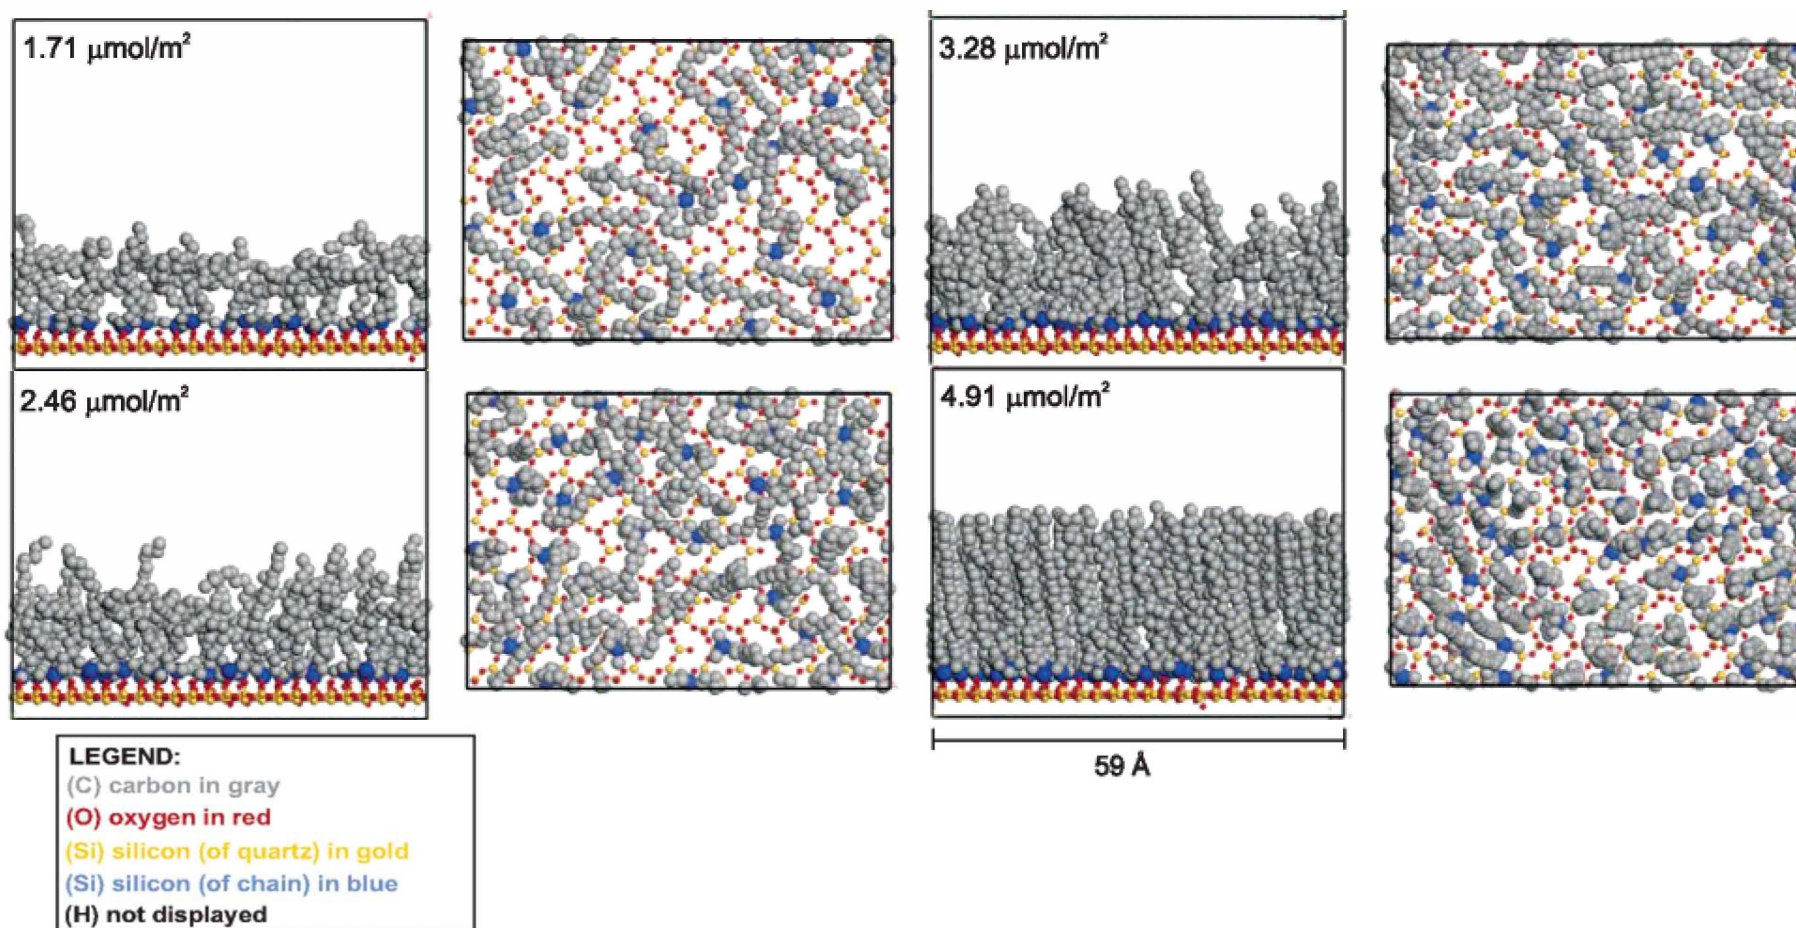 1.71 μmol/m²
3.28 μmol/m²
2.46 μmol/m²
4.91 μmol/m²
59 Å
LEGEND:
(C) carbon in gray
(O) oxygen in red
(Si) silicon (of quartz) in gold
(Si) silicon (of chain) in blue
(H) not displayed